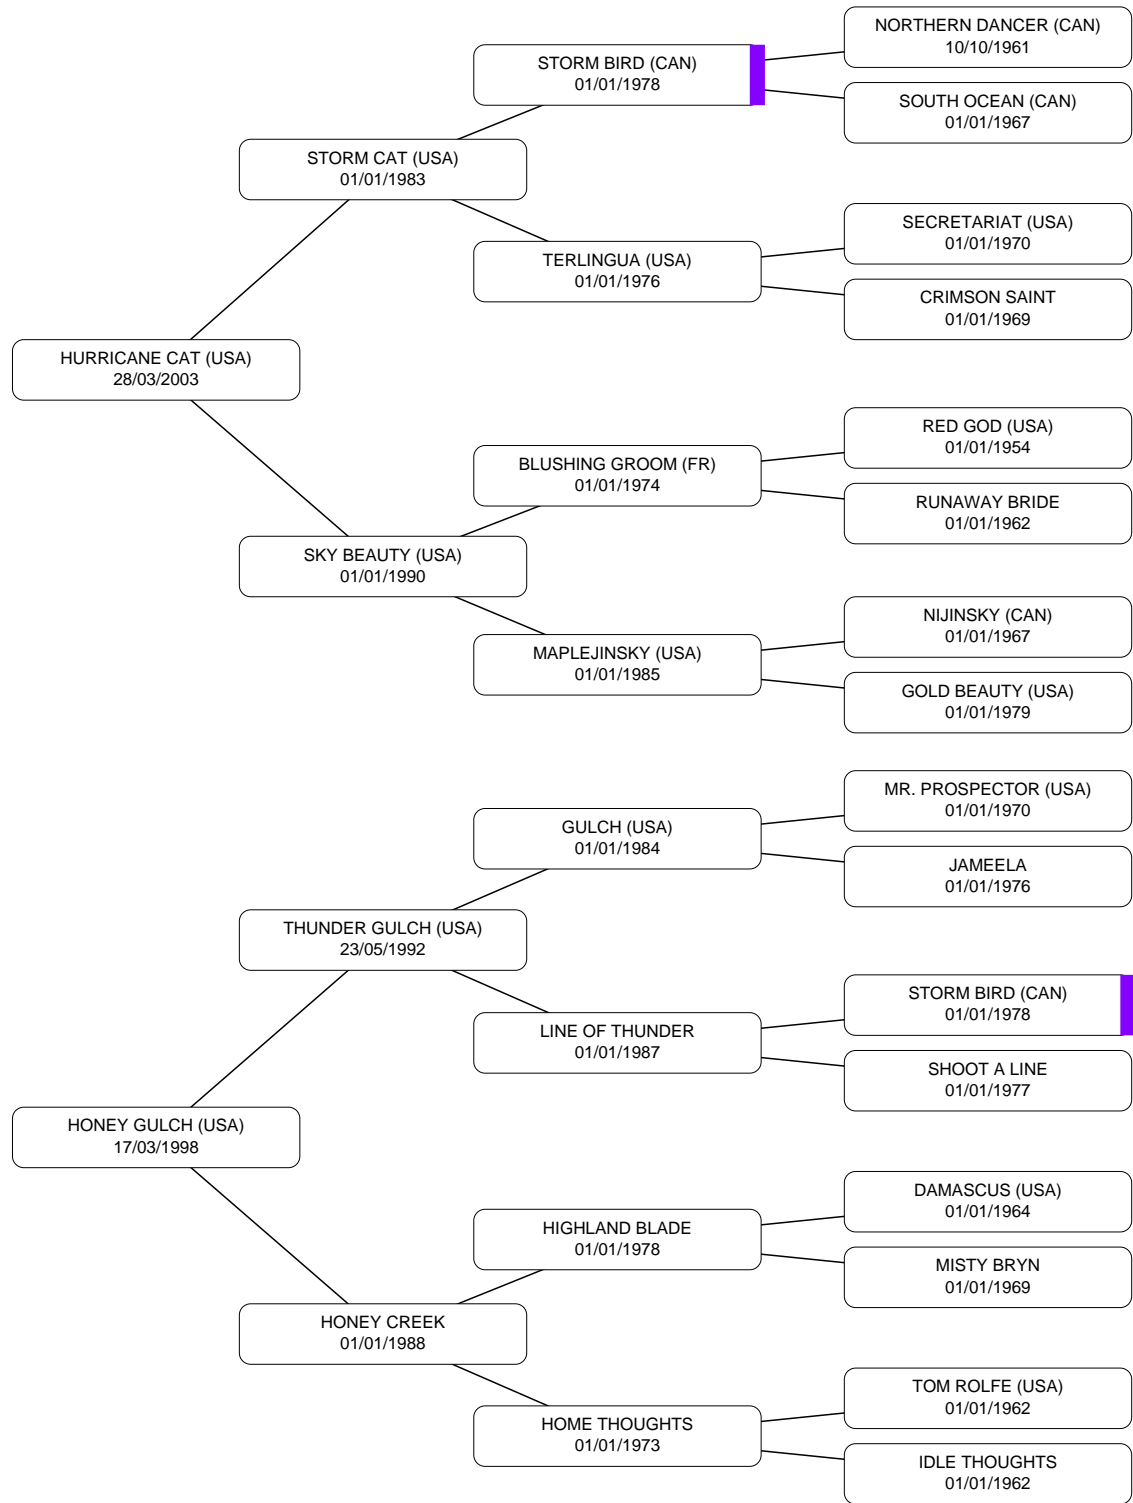 NORTHERN DANCER (CAN)
10/10/1961
STORM BIRD (CAN)
01/01/1978
SOUTH OCEAN (CAN)
01/01/1967
STORM CAT (USA)
01/01/1983
SECRETARIAT (USA)
01/01/1970
TERLINGUA (USA)
01/01/1976
CRIMSON SAINT
01/01/1969
HURRICANE CAT (USA)
28/03/2003
RED GOD (USA)
01/01/1954
BLUSHING GROOM (FR)
01/01/1974
RUNAWAY BRIDE
01/01/1962
SKY BEAUTY (USA)
01/01/1990
NIJINSKY (CAN)
01/01/1967
MAPLEJINSKY (USA)
01/01/1985
GOLD BEAUTY (USA)
01/01/1979
MR. PROSPECTOR (USA)
01/01/1970
GULCH (USA)
01/01/1984
JAMEELA
01/01/1976
THUNDER GULCH (USA)
23/05/1992
STORM BIRD (CAN)
01/01/1978
LINE OF THUNDER
01/01/1987
SHOOT A LINE
01/01/1977
HONEY GULCH (USA)
17/03/1998
DAMASCUS (USA)
01/01/1964
HIGHLAND BLADE
01/01/1978
MISTY BRYN
01/01/1969
HONEY CREEK
01/01/1988
TOM ROLFE (USA)
01/01/1962
HOME THOUGHTS
01/01/1973
IDLE THOUGHTS
01/01/1962